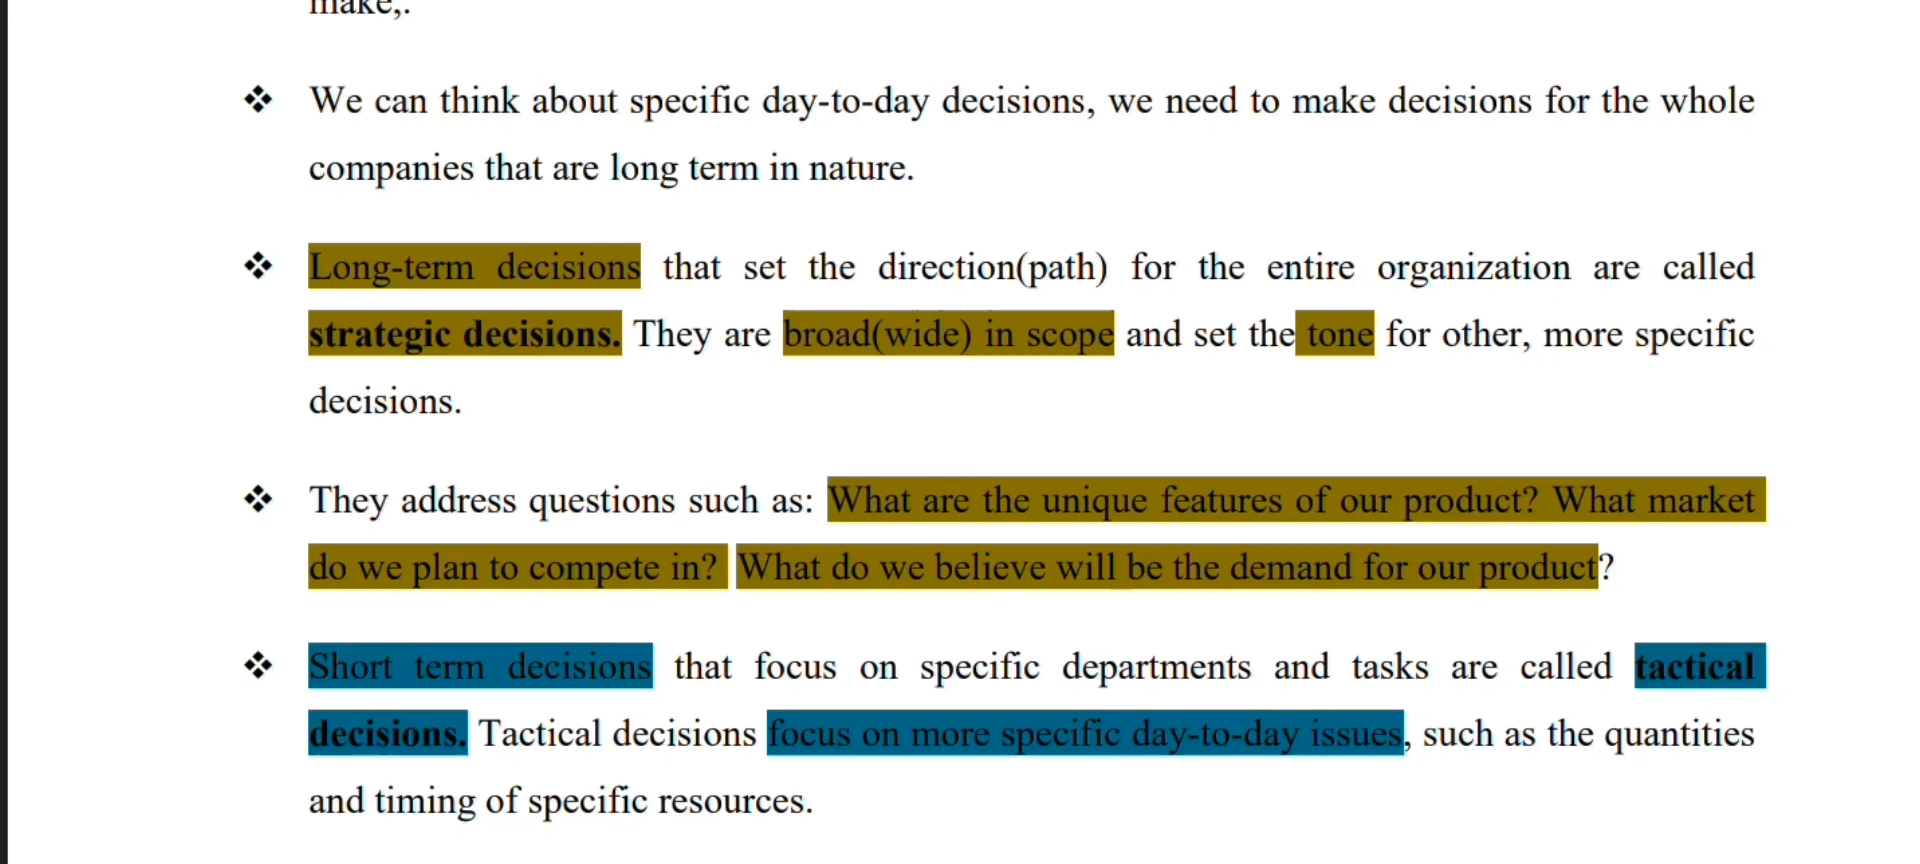 make,.
❖ We can think about specific day-to-day decisions, we need to make decisions for the whole
companies that are long term in nature.
❖ Long-term decisions that set the direction(path) for the entire organization are called
strategic decisions. They are broad(wide) in scope and set the tone for other, more specific
decisions.
❖ They address questions such as: What are the unique features of our product? What market
do we plan to compete in? What do we believe will be the demand for our product?
❖ Short term decisions that focus on specific departments and tasks are called tactical
decisions. Tactical decisions focus on more specific day-to-day issues, such as the quantities
and timing of specific resources.